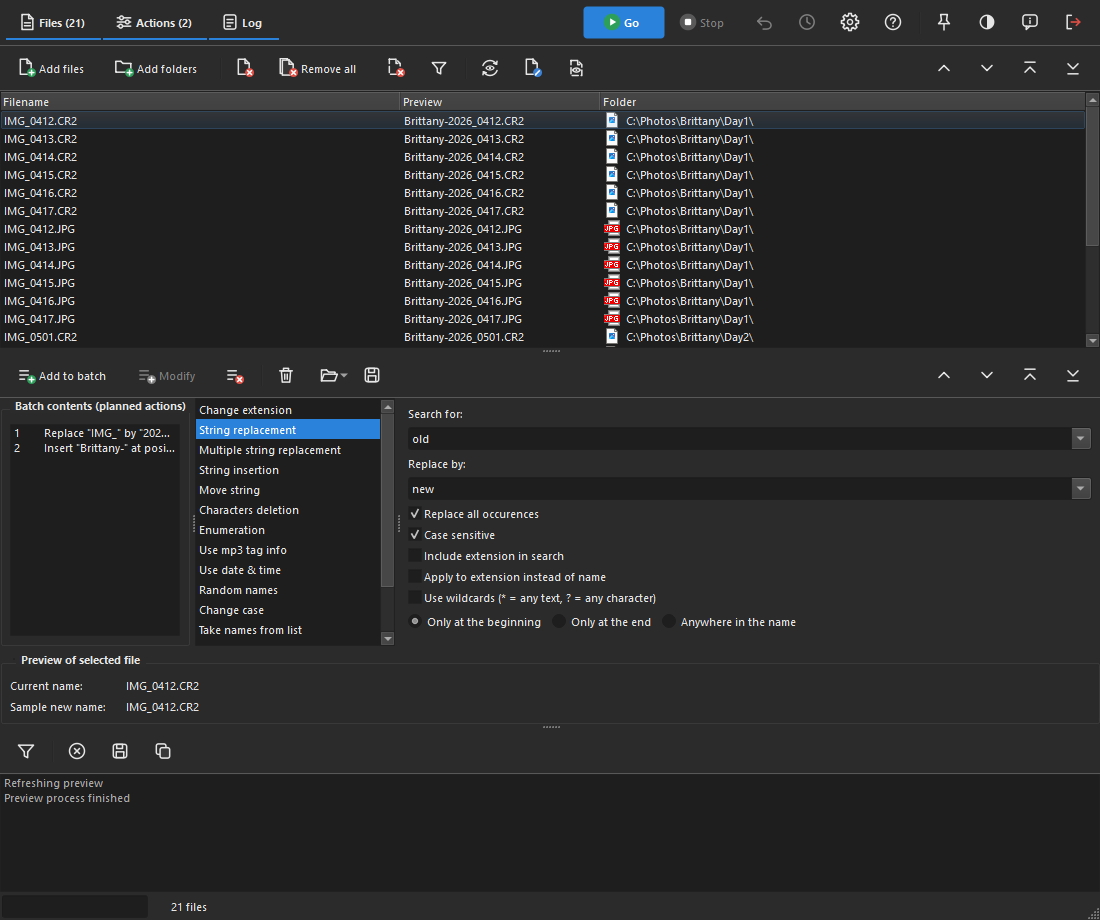 Files (21) Actions (2) Log Go Stop
Add files Add folders Remove all
Filename Preview Folder
IMG_0412.CR2 Brittany-2026_0412.CR2 C:\Photos\Brittany\Day1\
IMG_0413.CR2 Brittany-2026_0413.CR2 C:\Photos\Brittany\Day1\
IMG_0414.CR2 Brittany-2026_0414.CR2 C:\Photos\Brittany\Day1\
IMG_0415.CR2 Brittany-2026_0415.CR2 C:\Photos\Brittany\Day1\
IMG_0416.CR2 Brittany-2026_0416.CR2 C:\Photos\Brittany\Day1\
IMG_0417.CR2 Brittany-2026_0417.CR2 C:\Photos\Brittany\Day1\
IMG_0412.JPG Brittany-2026_0412.JPG JPG C:\Photos\Brittany\Day1\
IMG_0413.JPG Brittany-2026_0413.JPG JPG C:\Photos\Brittany\Day1\
IMG_0414.JPG Brittany-2026_0414.JPG JPG C:\Photos\Brittany\Day1\
IMG_0415.JPG Brittany-2026_0415.JPG JPG C:\Photos\Brittany\Day1\
IMG_0416.JPG Brittany-2026_0416.JPG JPG C:\Photos\Brittany\Day1\
IMG_0417.JPG Brittany-2026_0417.JPG JPG C:\Photos\Brittany\Day1\
IMG_0501.CR2 Brittany-2026_0501.CR2 C:\Photos\Brittany\Day2\
Add to batch Modify
Batch contents (planned actions)
1 Replace "IMG_" by "202...
2 Insert "Brittany-" at posi...
Change extension
String replacement
Multiple string replacement
String insertion
Move string
Characters deletion
Enumeration
Use mp3 tag info
Use date & time
Random names
Change case
Take names from list
Search for:
old
Replace by:
new
Replace all occurences
Case sensitive
Include extension in search
Apply to extension instead of name
Use wildcards (* = any text, ? = any character)
Only at the beginning Only at the end Anywhere in the name
Preview of selected file
Current name: IMG_0412.CR2
Sample new name: IMG_0412.CR2
Refreshing preview
Preview process finished
21 files